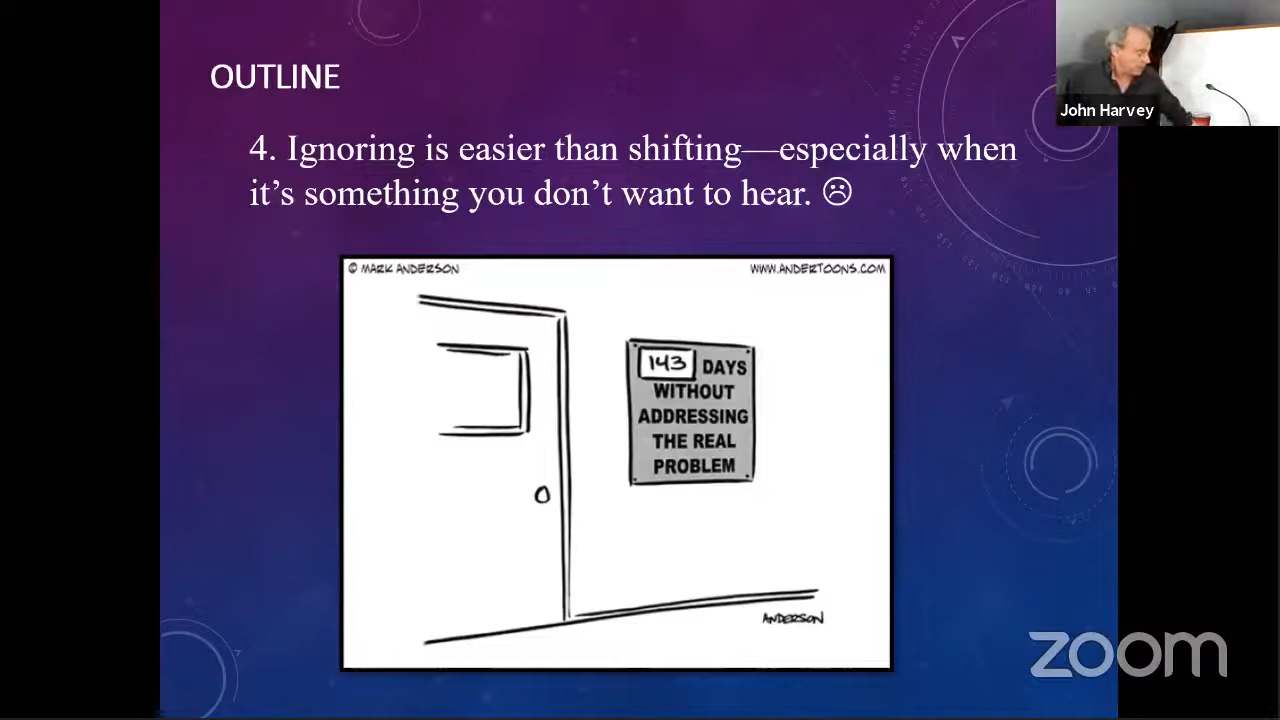 OUTLINE
4. Ignoring is easier than shifting—especially when
it’s something you don’t want to hear. ☹
© MARK ANDERSON
WWW.ANDERTOONS.COM
143 DAYS
WITHOUT
ADDRESSING
THE REAL
PROBLEM
ANDERSON
John Harvey
zoom